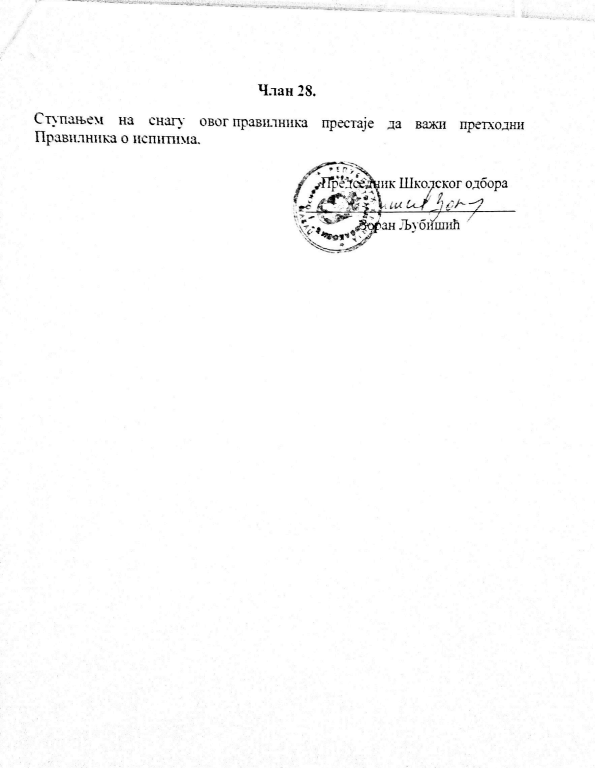 Члан 28.
Ступањем на снагу овог правилника престаје да важи претходни
Правилника о испитима.
Председник Школског одбора
Зоран Љубишић